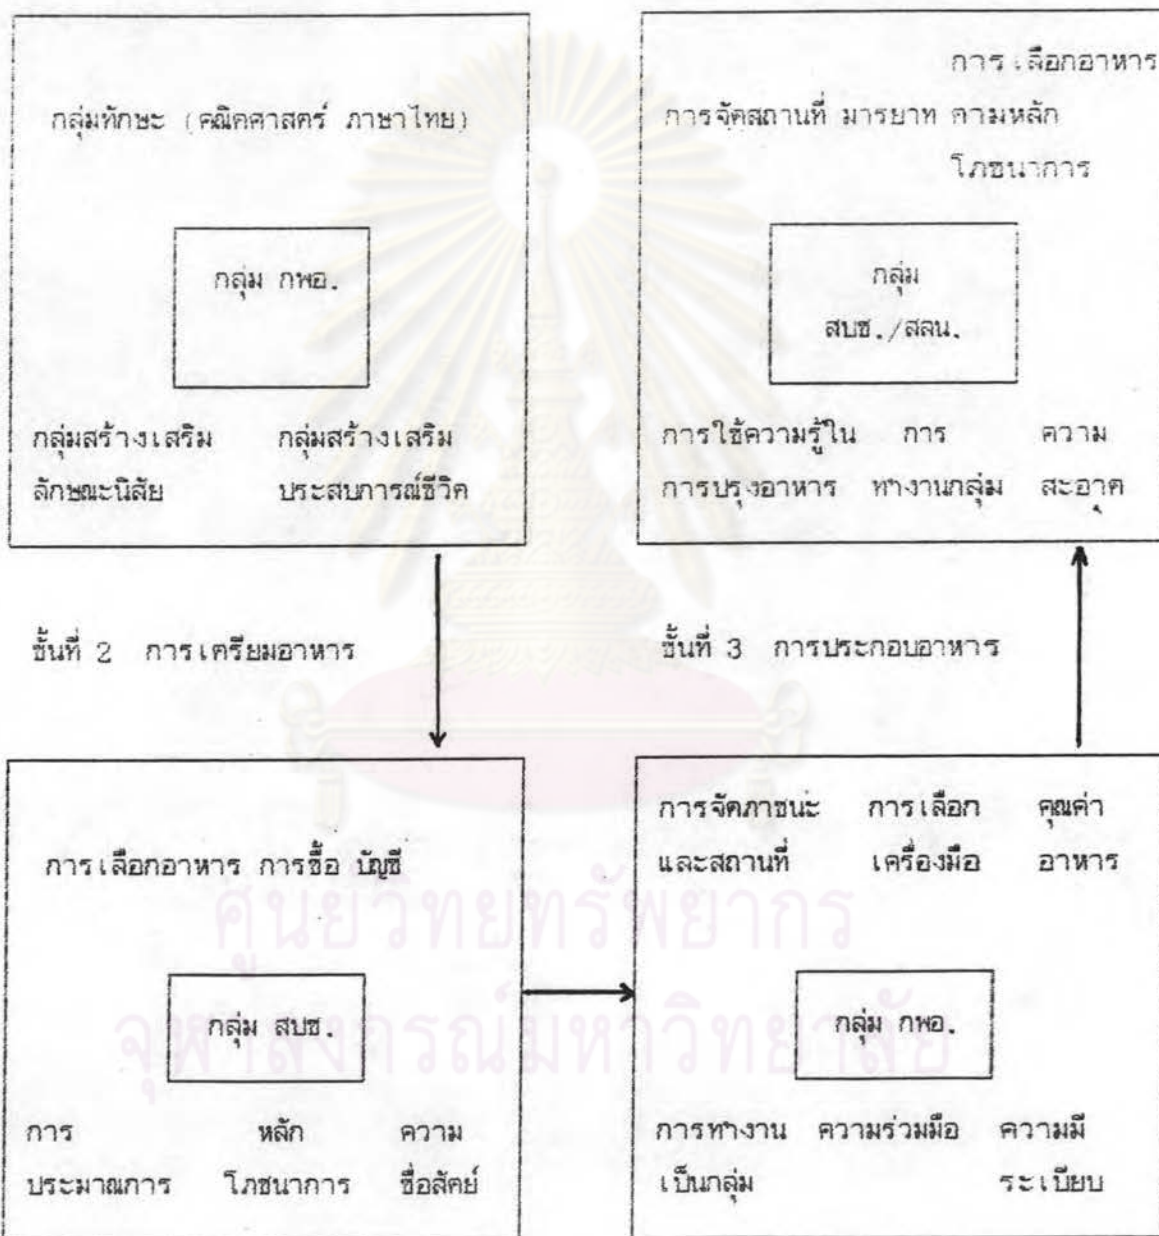 กลุ่มทักษะ (คณิตศาสตร์ ภาษาไทย)
กลุ่ม กพอ.
กลุ่มสร้างเสริม กลุ่มสร้างเสริม
ลักษณะนิสัย ประสบการณ์ชีวิต
การเลือกอาหาร
การจัดสถานที่ มารยาท ตามหลัก
โภชนาการ
กลุ่ม
สปช./สลน.
การใช้ความรู้ใน การ ความ
การปรุงอาหาร ทำงานกลุ่ม สะอาด
ขั้นที่ 2 การเตรียมอาหาร
ขั้นที่ 3 การประกอบอาหาร
การเลือกอาหาร การซื้อ บัญชี
กลุ่ม สปช.
การ หลัก ความ
ประมาณการ โภชนาการ ซื่อสัตย์
การจัดภาชนะ การเลือก คุณค่า
และสถานที่ เครื่องมือ อาหาร
กลุ่ม กพอ.
การทำงาน ความร่วมมือ ความมี
เป็นกลุ่ม ระเบียบ
ศูนย์วิทยทรัพยากร
จุฬาลงกรณ์มหาวิทยาลัย